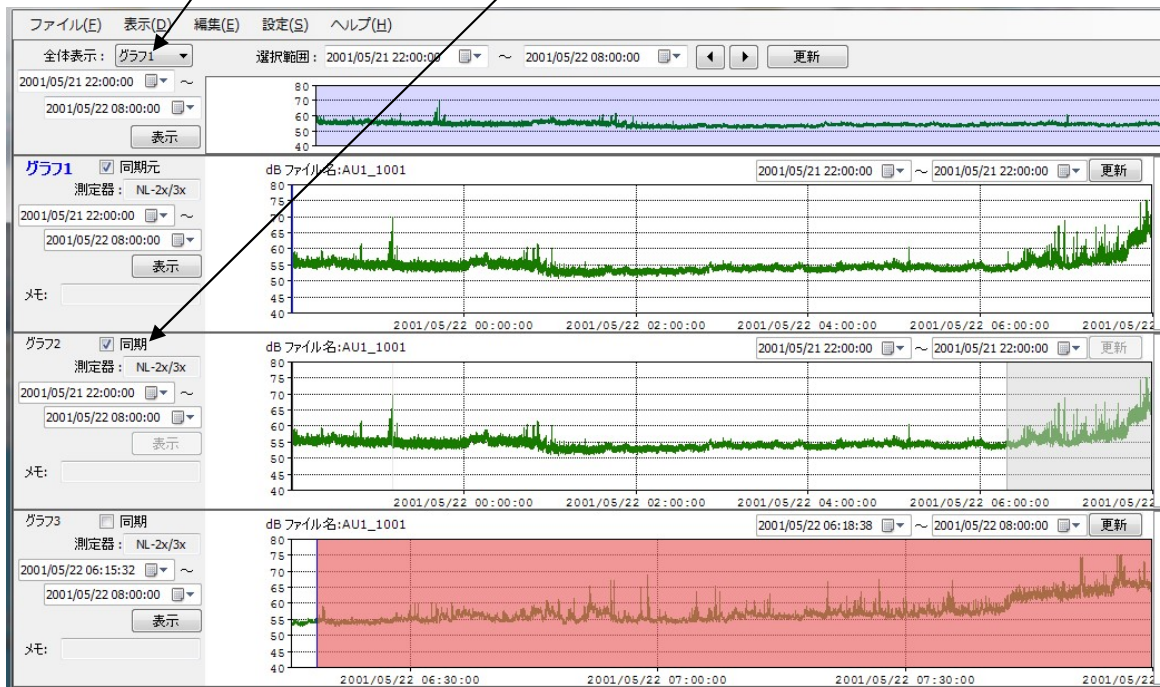 ファイル(F) 表示(D) 編集(E) 設定(S) ヘルプ(H)
全体表示: グラフ1 選択範囲: 2001/05/21 22:00:00 ～ 2001/05/22 08:00:00 更新
2001/05/21 22:00:00 ～
2001/05/22 08:00:00
表示
80
70
60
50
40
グラフ1 同期元 dB ファイル名:AU1_1001 2001/05/21 22:00:00 ～ 2001/05/21 22:00:00 更新
測定器: NL-2x/3x
2001/05/21 22:00:00 ～
2001/05/22 08:00:00
表示
メモ:
80
75
70
65
60
55
50
45
40
2001/05/22 00:00:00 2001/05/22 02:00:00 2001/05/22 04:00:00 2001/05/22 06:00:00 2001/05/22
グラフ2 同期 dB ファイル名:AU1_1001 2001/05/21 22:00:00 ～ 2001/05/21 22:00:00 更新
測定器: NL-2x/3x
2001/05/21 22:00:00 ～
2001/05/22 08:00:00
表示
メモ:
80
75
70
65
60
55
50
45
40
2001/05/22 00:00:00 2001/05/22 02:00:00 2001/05/22 04:00:00 2001/05/22 06:00:00 2001/05/22
グラフ3 同期 dB ファイル名:AU1_1001 2001/05/22 06:18:38 ～ 2001/05/22 08:00:00 更新
測定器: NL-2x/3x
2001/05/22 06:15:32 ～
2001/05/22 08:00:00
表示
メモ:
80
75
70
65
60
55
50
45
40
2001/05/22 06:30:00 2001/05/22 07:00:00 2001/05/22 07:30:00 2001/05/22